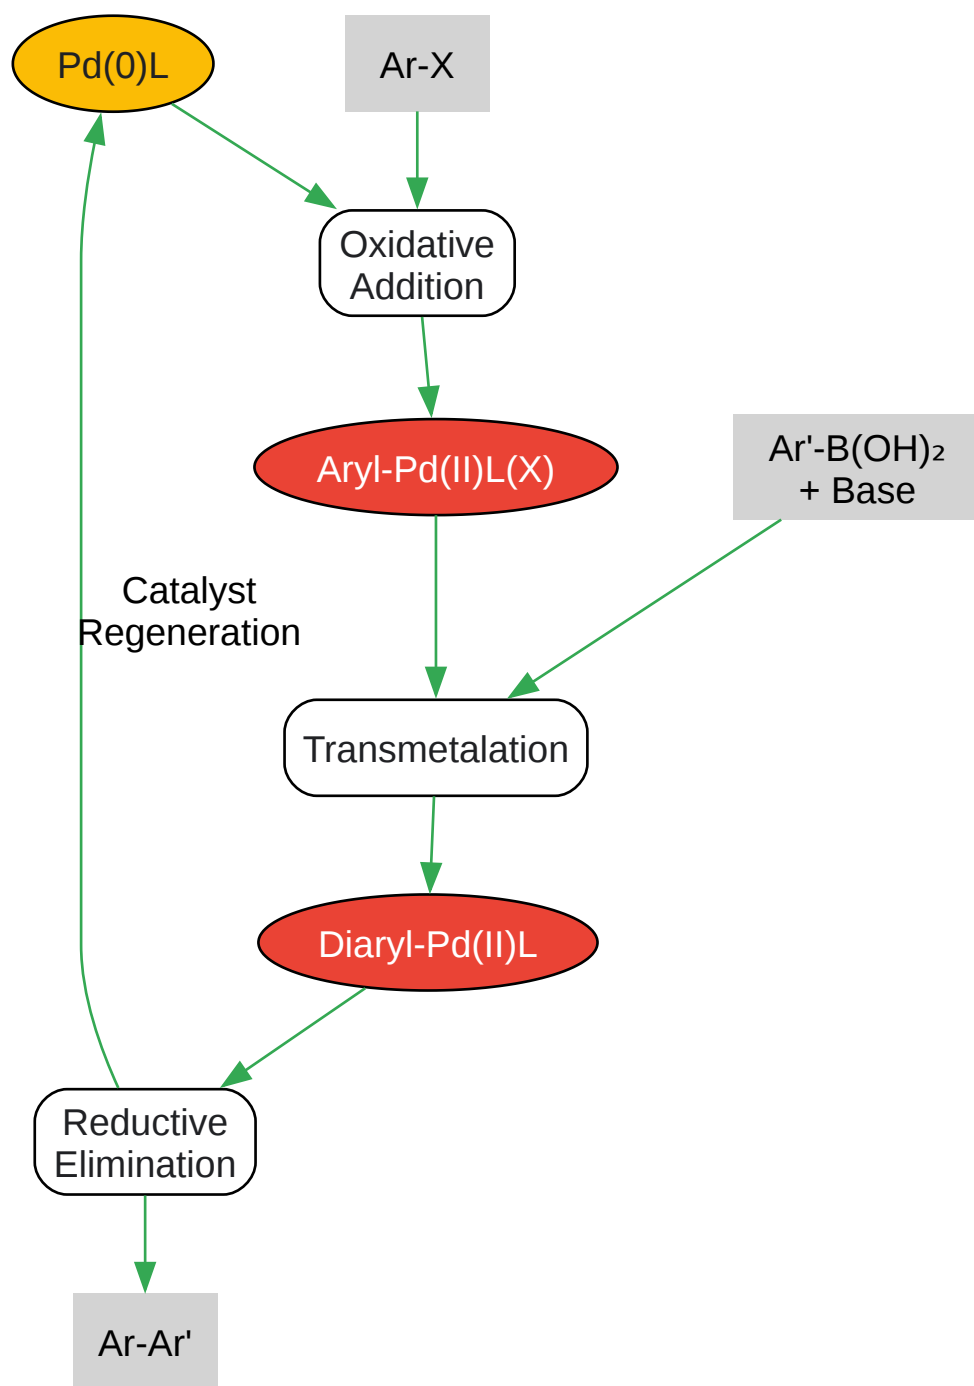 Pd(0)L
Ar-X
Oxidative
Addition
Aryl-Pd(II)L(X)
Ar'-B(OH)₂
+ Base
Catalyst
Regeneration
Transmetalation
Diaryl-Pd(II)L
Reductive
Elimination
Ar-Ar'